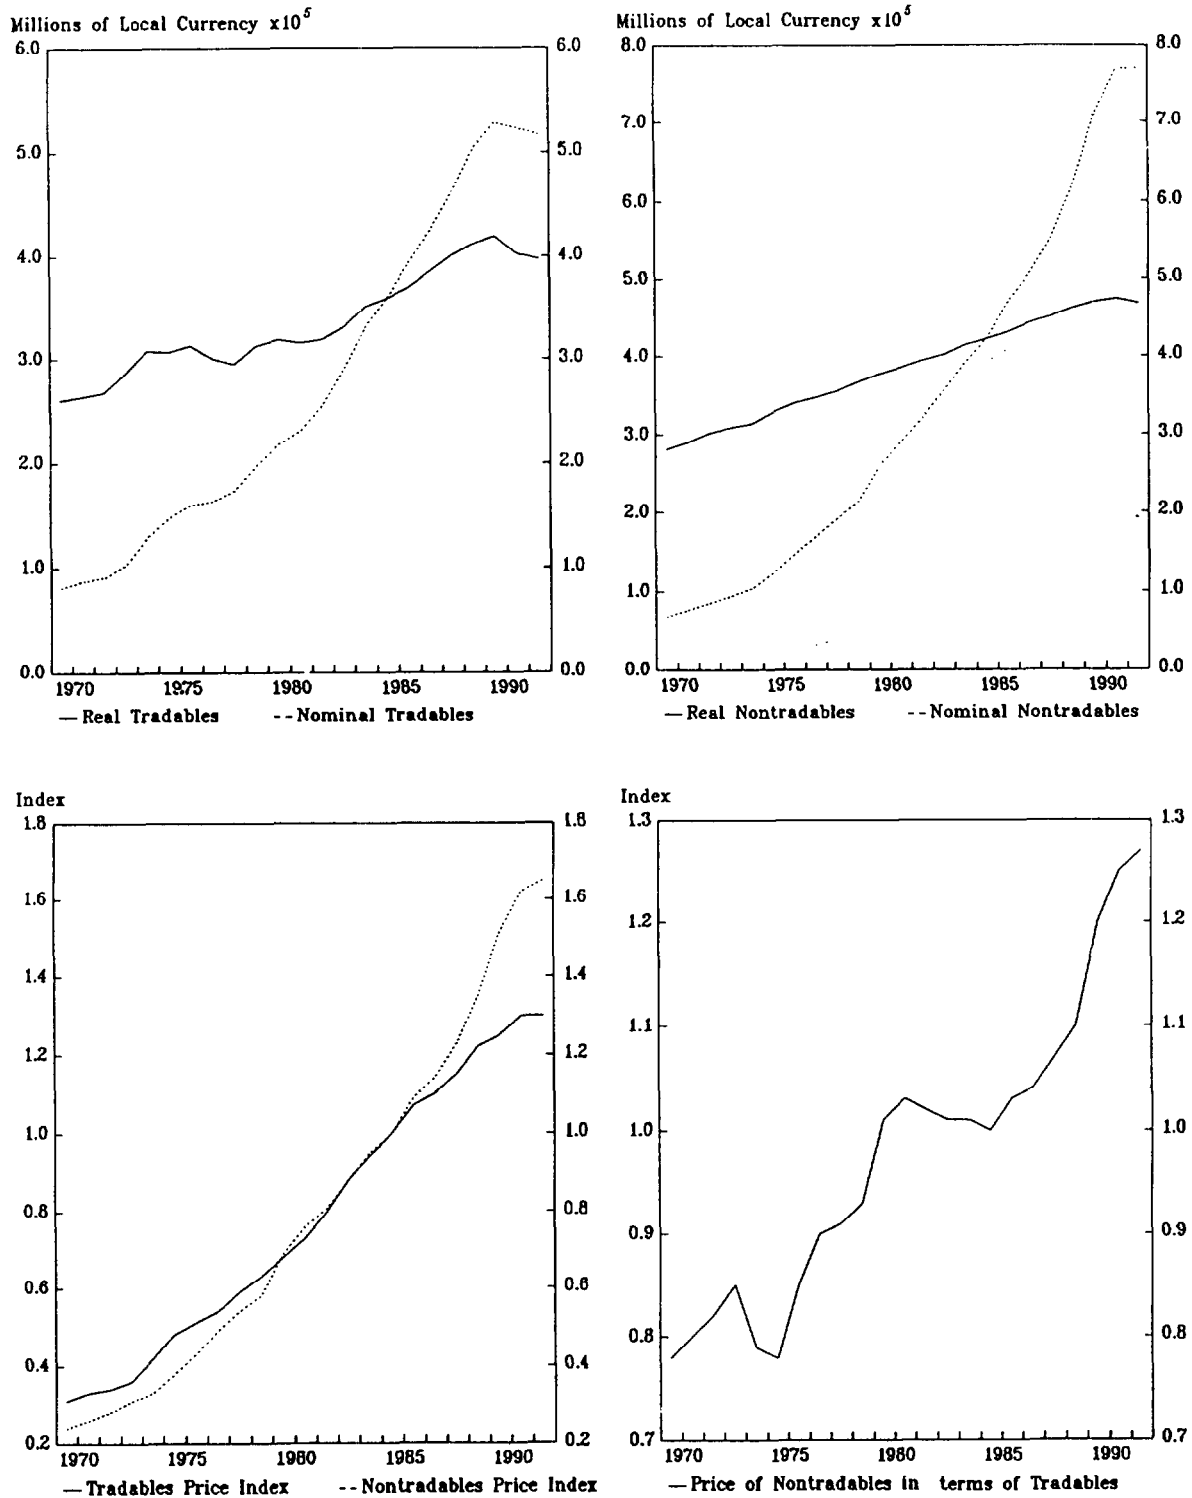 Millions of Local Currency x10^5
6.0 6.0
5.0 5.0
4.0 4.0
3.0 3.0
2.0 2.0
1.0 1.0
0.0 0.0
1970 1975 1980 1985 1990
— Real Tradables -- Nominal Tradables
Millions of Local Currency x10^5
8.0 8.0
7.0 7.0
6.0 6.0
5.0 5.0
4.0 4.0
3.0 3.0
2.0 2.0
1.0 1.0
0.0 0.0
1970 1975 1980 1985 1990
— Real Nontradables -- Nominal Nontradables
Index
1.8 1.8
1.6 1.6
1.4 1.4
1.2 1.2
1.0 1.0
0.8 0.8
0.6 0.6
0.4 0.4
0.2 0.2
1970 1975 1980 1985 1990
— Tradables Price Index -- Nontradables Price Index
Index
1.3 1.3
1.2 1.2
1.1 1.1
1.0 1.0
0.9 0.9
0.8 0.8
0.7 0.7
1970 1975 1980 1985 1990
— Price of Nontradables in terms of Tradables